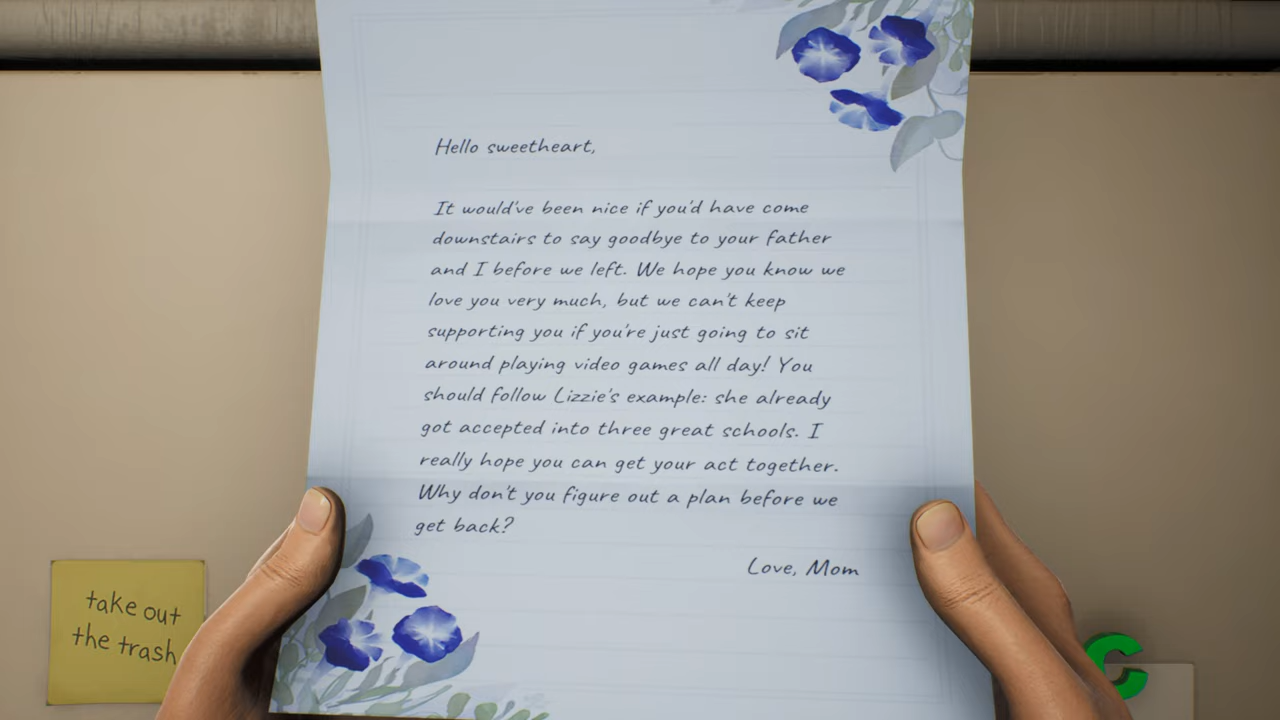 Hello sweetheart,
It would've been nice if you'd have come
downstairs to say goodbye to your father
and I before we left. We hope you know we
love you very much, but we can't keep
supporting you if you're just going to sit
around playing video games all day! You
should follow Lizzie's example: she already
got accepted into three great schools. I
really hope you can get your act together.
Why don't you figure out a plan before we
get back?
Love, Mom
take out
the trash
C